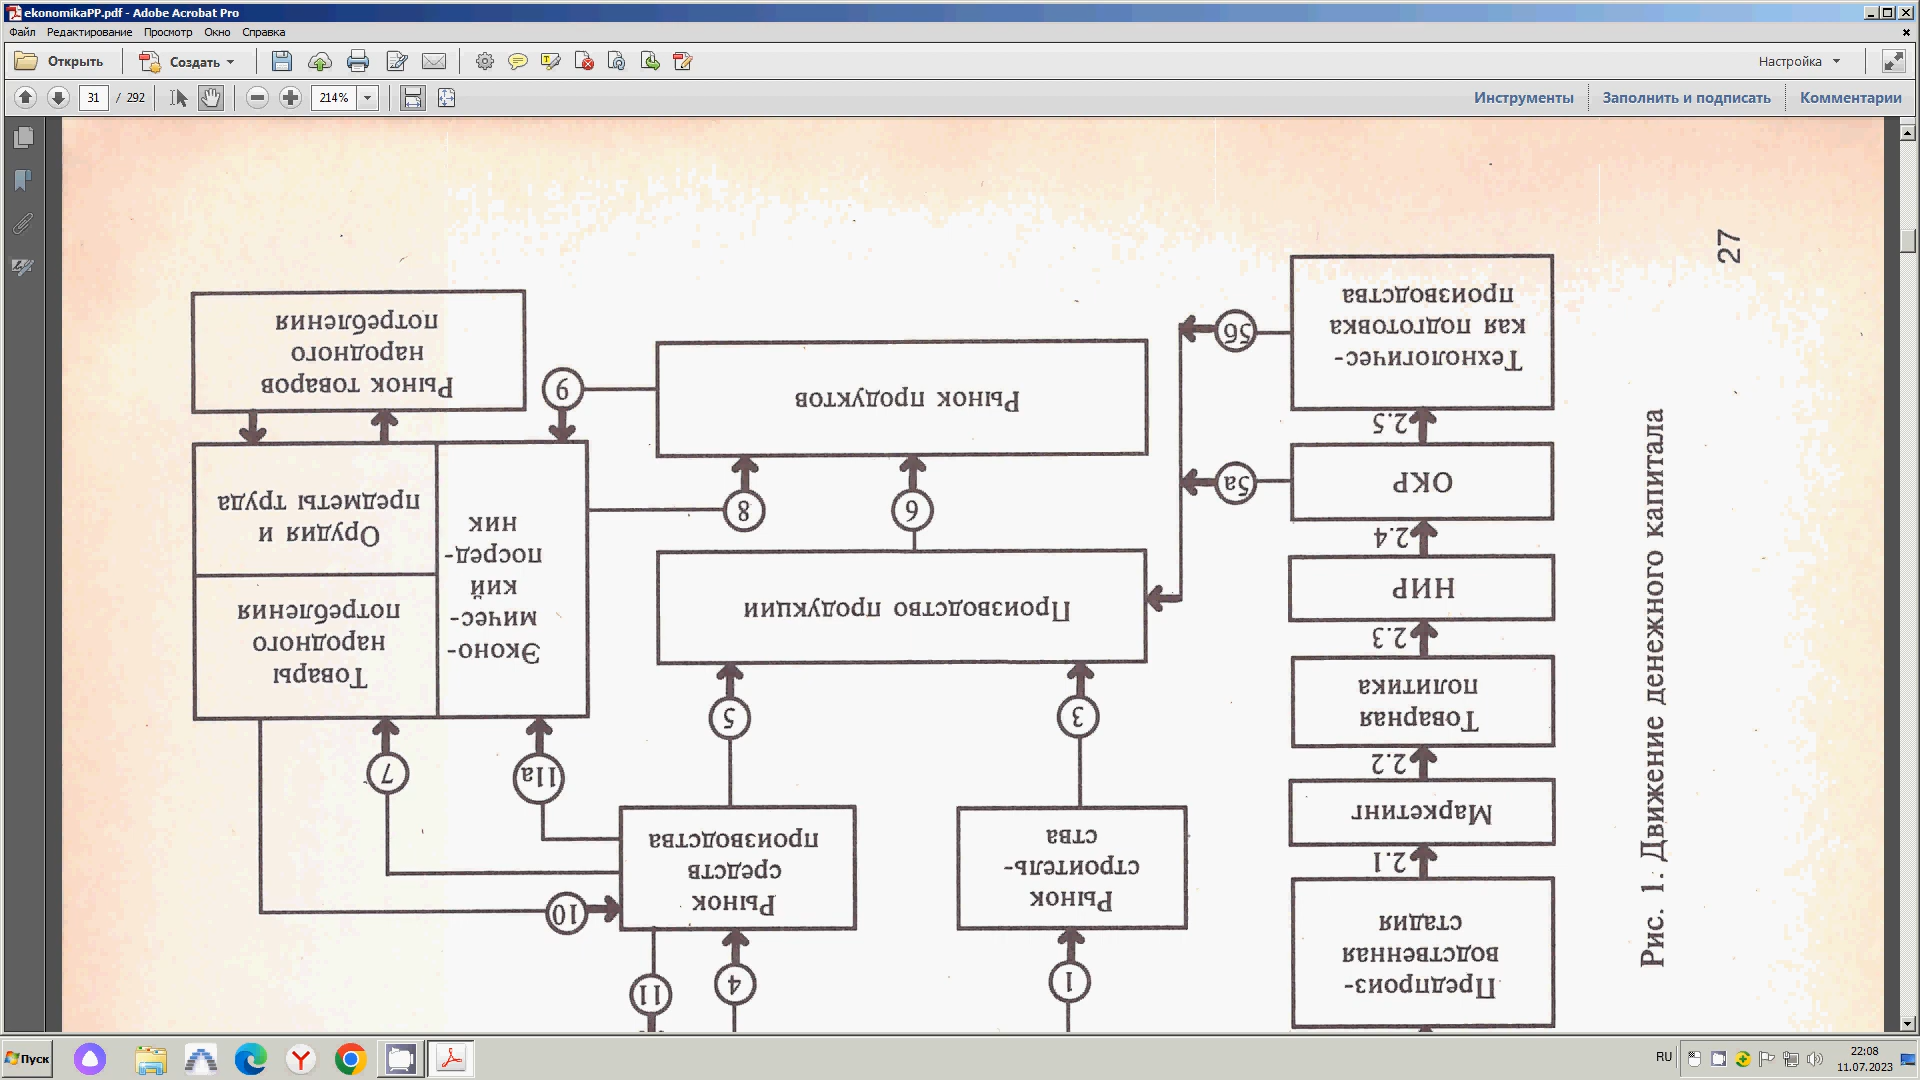 ekonomikaPP.pdf - Adobe Acrobat Pro
Файл Редактирование Просмотр Окно Справка
Открыть Создать Настройка
31 / 292 214% Инструменты Заполнить и подписать Комментарии
27
Рис. 1. Движение денежного капитала
Предпроиз-
водственная
стадия
2.1
Маркетинг
2.2
Товарная
политика
2.3
НИР
2.4
ОКР
2.5
Технологичес-
кая подготовка
производства
5а
5б
1
4
11
Рынок
строитель-
ства
Рынок
средств
производства
10
3
5
11а
7
Производство продукции
Эконо-
мичес-
кий
посред-
ник
Товары
народного
потребления
Орудия и
предметы труда
6
8
9
Рынок продуктов
Рынок товаров
народного
потребления
Пуск
RU
22:08
11.07.2023